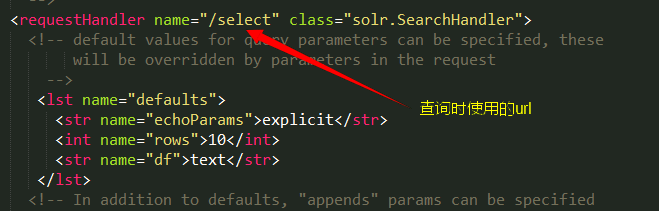 <requestHandler name="/select" class="solr.SearchHandler">
<!-- default values for query parameters can be specified, these
will be overridden by parameters in the request
-->
<lst name="defaults">
查询时使用的url
<str name="echoParams">explicit</str>
<int name="rows">10</int>
<str name="df">text</str>
</lst>
<!-- In addition to defaults, "appends" params can be specified